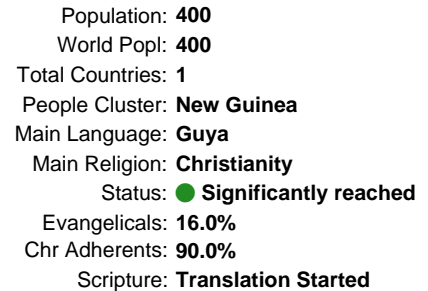 Population: 400
World Popl: 400
Total Countries: 1
People Cluster: New Guinea
Main Language: Guya
Main Religion: Christianity
Status: Significantly reached
Evangelicals: 16.0%
Chr Adherents: 90.0%
Scripture: Translation Started